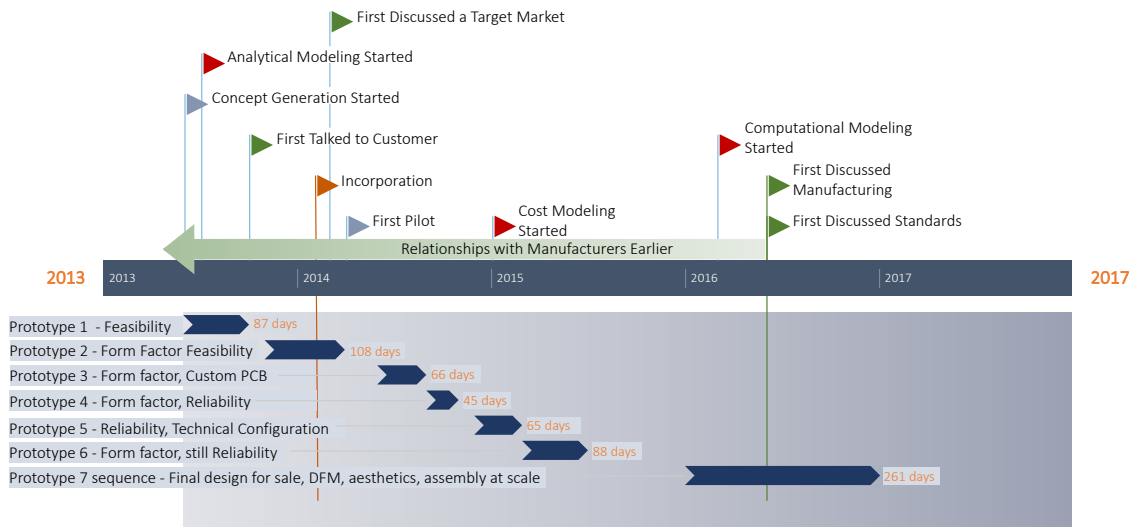 First Discussed a Target Market
Analytical Modeling Started
Concept Generation Started
First Talked to Customer
Computational Modeling
Started
First Discussed
Manufacturing
Incorporation
First Pilot
Cost Modeling
Started
First Discussed Standards
Relationships with Manufacturers Earlier
2013
2013
2014
2015
2016
2017
2017
Prototype 1 - Feasibility
87 days
Prototype 2 - Form Factor Feasibility
108 days
Prototype 3 - Form factor, Custom PCB
66 days
Prototype 4 - Form factor, Reliability
45 days
Prototype 5 - Reliability, Technical Configuration
65 days
Prototype 6 - Form factor, still Reliability
88 days
Prototype 7 sequence - Final design for sale, DFM, aesthetics, assembly at scale
261 days